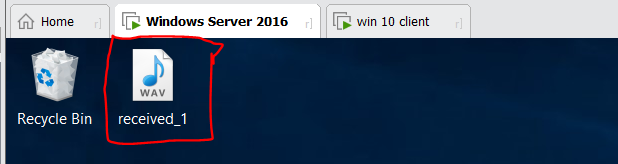 Home
Windows Server 2016
win 10 client
WAV
Recycle Bin
received_1